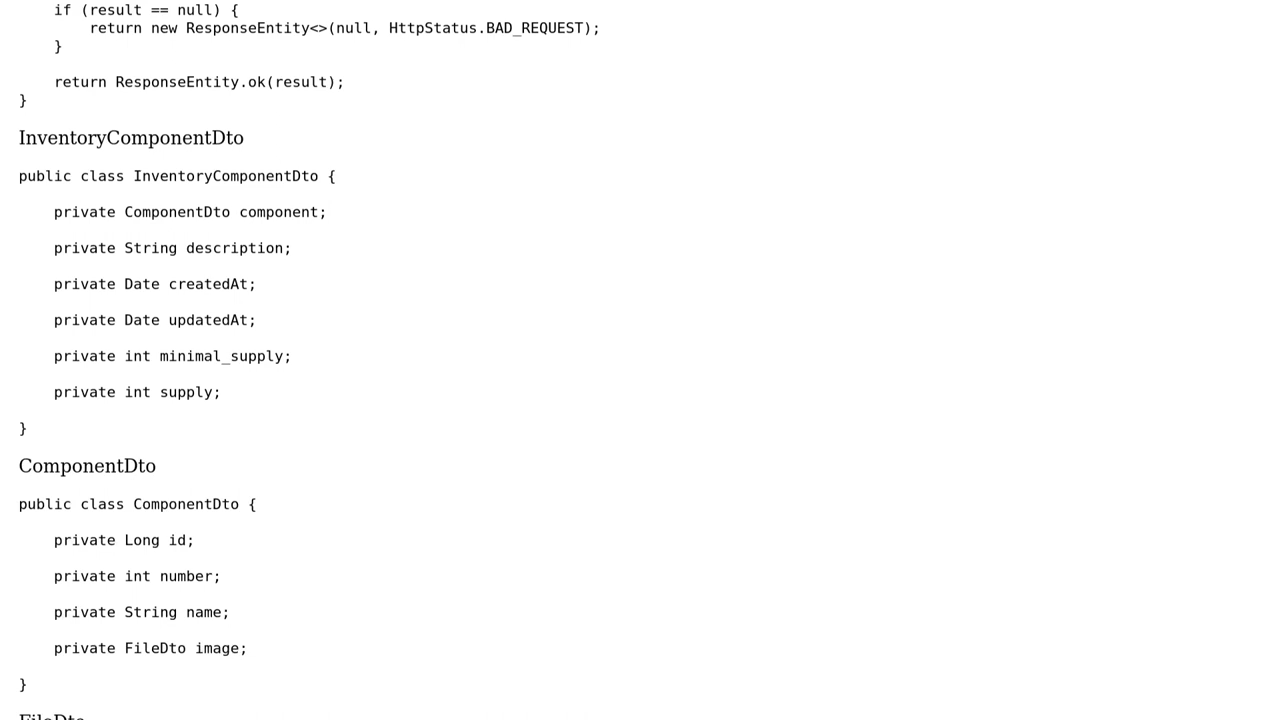 if (result == null) {
return new ResponseEntity<>(null, HttpStatus.BAD_REQUEST);
}
return ResponseEntity.ok(result);
}
InventoryComponentDto
public class InventoryComponentDto {
private ComponentDto component;
private String description;
private Date createdAt;
private Date updatedAt;
private int minimal_supply;
private int supply;
}
ComponentDto
public class ComponentDto {
private Long id;
private int number;
private String name;
private FileDto image;
}
FileDto